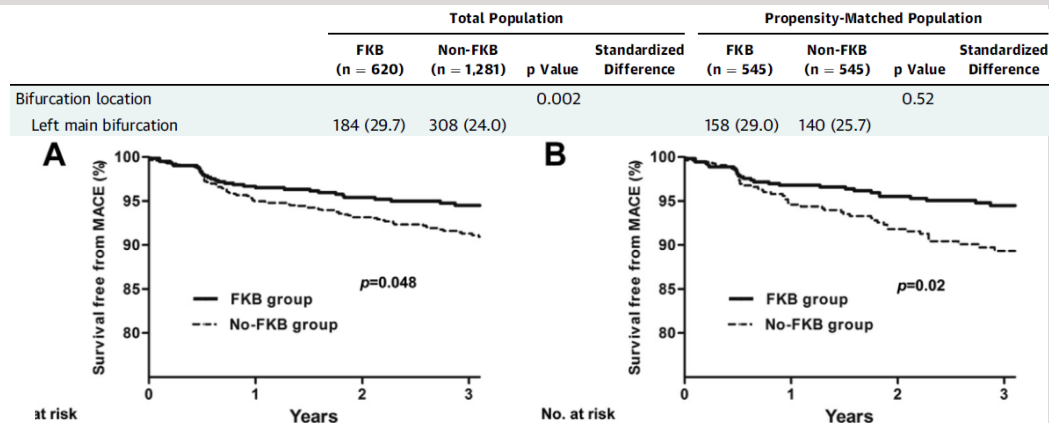 Total Population Propensity-Matched Population
FKB Non-FKB Standardized FKB Non-FKB Standardized
(n = 620) (n = 1,281) p Value Difference (n = 545) (n = 545) p Value Difference
Bifurcation location 0.002 0.52
Left main bifurcation 184 (29.7) 308 (24.0) 158 (29.0) 140 (25.7)
A
Survival free from MACE (%)
100
95
90
85
80
p=0.048
FKB group
No-FKB group
0 1 2 3
at risk Years
B
Survival free from MACE (%)
100
95
90
85
80
p=0.02
FKB group
No-FKB group
0 1 2 3
No. at risk Years